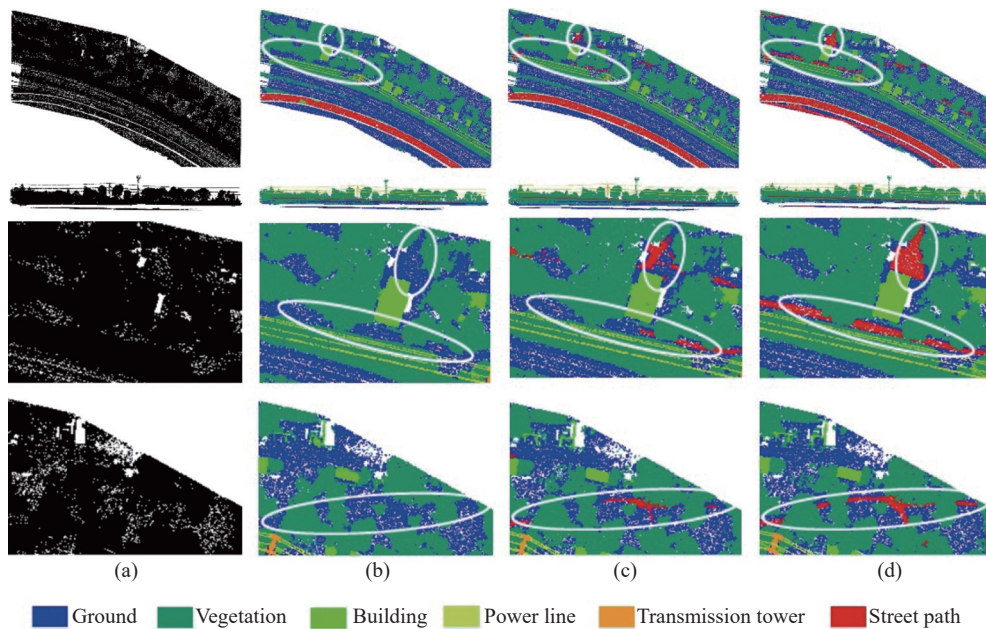 (a) (b) (c) (d)
Ground Vegetation Building Power line Transmission tower Street path